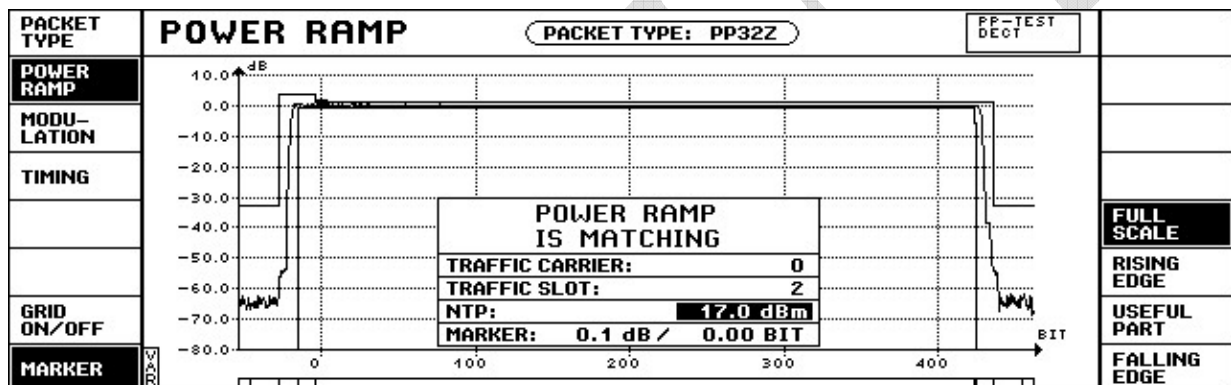 PACKET
TYPE
POWER
RAMP
MODU-
LATION
TIMING
GRID
ON/OFF
MARKER
POWER RAMP
PACKET TYPE: PP32Z
PP-TEST
DECT
dB
10.0
0.0
-10.0
-20.0
-30.0
-40.0
-50.0
-60.0
-70.0
-80.0
0
100
200
300
400
BIT
POWER RAMP
IS MATCHING
TRAFFIC CARRIER: 0
TRAFFIC SLOT: 2
NTP: 17.0 dBm
MARKER: 0.1 dB / 0.00 BIT
VAR
FULL
SCALE
RISING
EDGE
USEFUL
PART
FALLING
EDGE